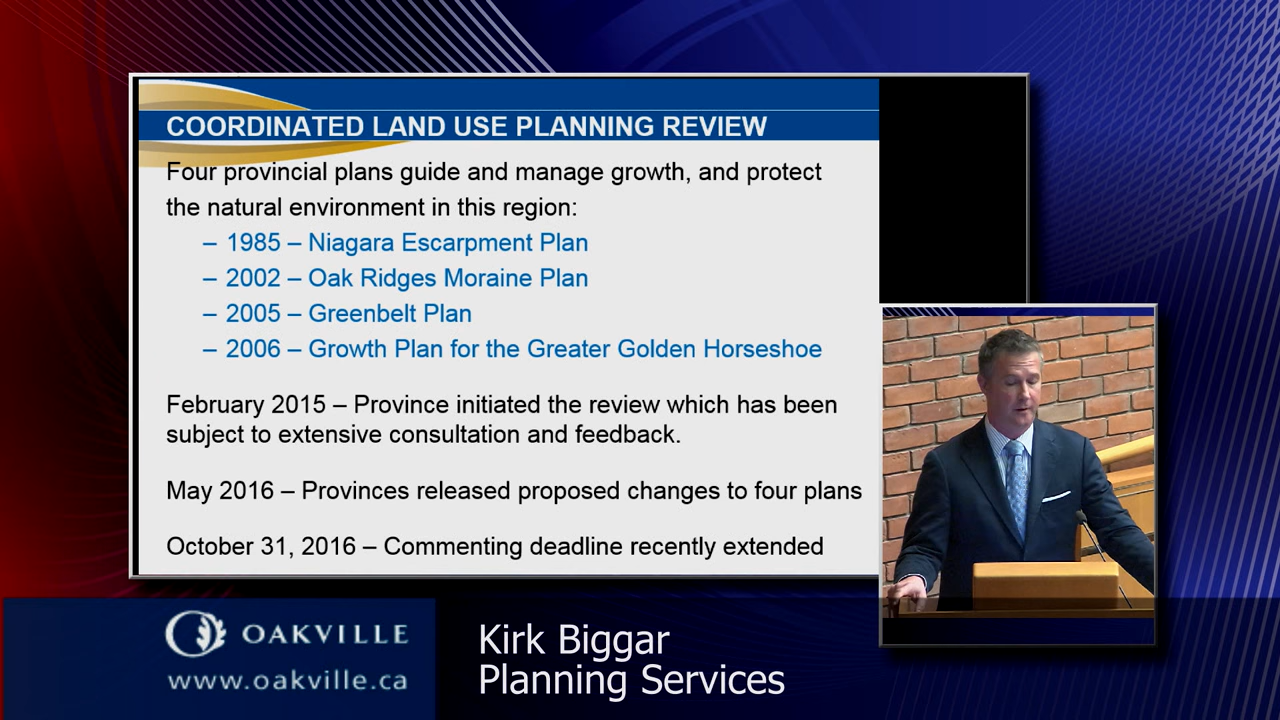 COORDINATED LAND USE PLANNING REVIEW
Four provincial plans guide and manage growth, and protect
the natural environment in this region:
– 1985 – Niagara Escarpment Plan
– 2002 – Oak Ridges Moraine Plan
– 2005 – Greenbelt Plan
– 2006 – Growth Plan for the Greater Golden Horseshoe
February 2015 – Province initiated the review which has been
subject to extensive consultation and feedback.
May 2016 – Provinces released proposed changes to four plans
October 31, 2016 – Commenting deadline recently extended
OAKVILLE
www.oakville.ca
Kirk Biggar
Planning Services